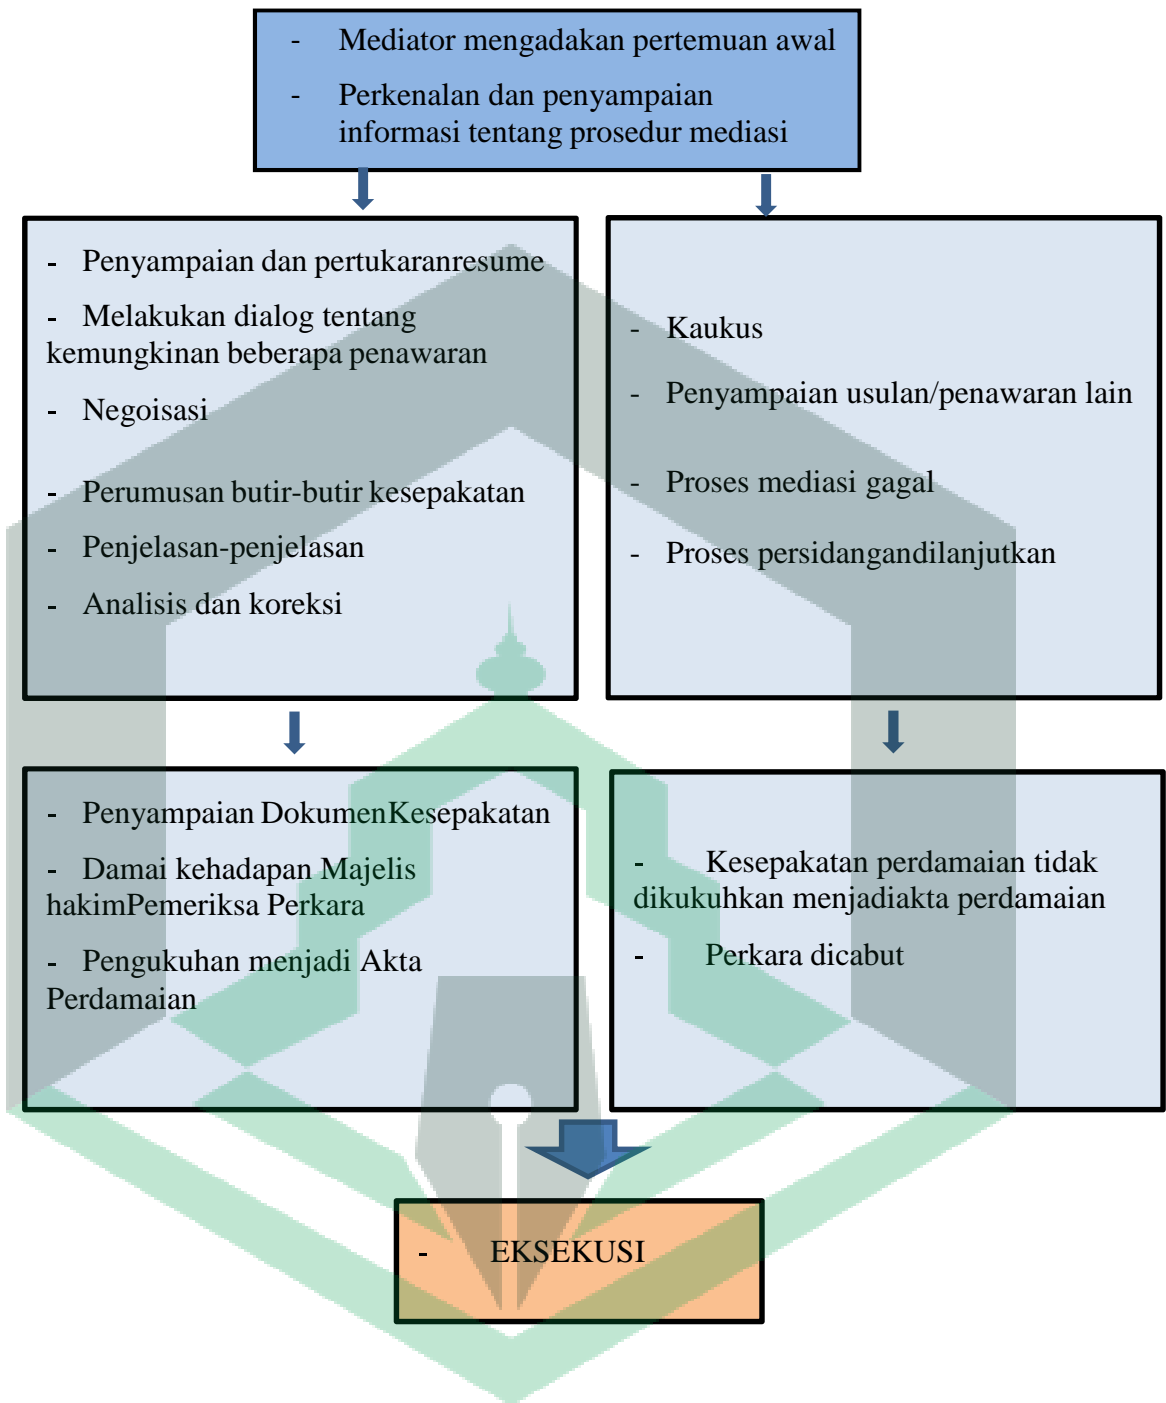 - Mediator mengadakan pertemuan awal
- Perkenalan dan penyampaian
informasi tentang prosedur mediasi
- Penyampaian dan pertukaranresume
- Melakukan dialog tentang
kemungkinan beberapa penawaran
- Negoisasi
- Perumusan butir-butir kesepakatan
- Penjelasan-penjelasan
- Analisis dan koreksi
- Kaukus
- Penyampaian usulan/penawaran lain
- Proses mediasi gagal
- Proses persidangandilanjutkan
- Penyampaian DokumenKesepakatan
- Damai kehadapan Majelis
hakimPemeriksa Perkara
- Pengukuhan menjadi Akta
Perdamaian
- Kesepakatan perdamaian tidak
dikukuhkan menjadiakta perdamaian
- Perkara dicabut
- EKSEKUSI